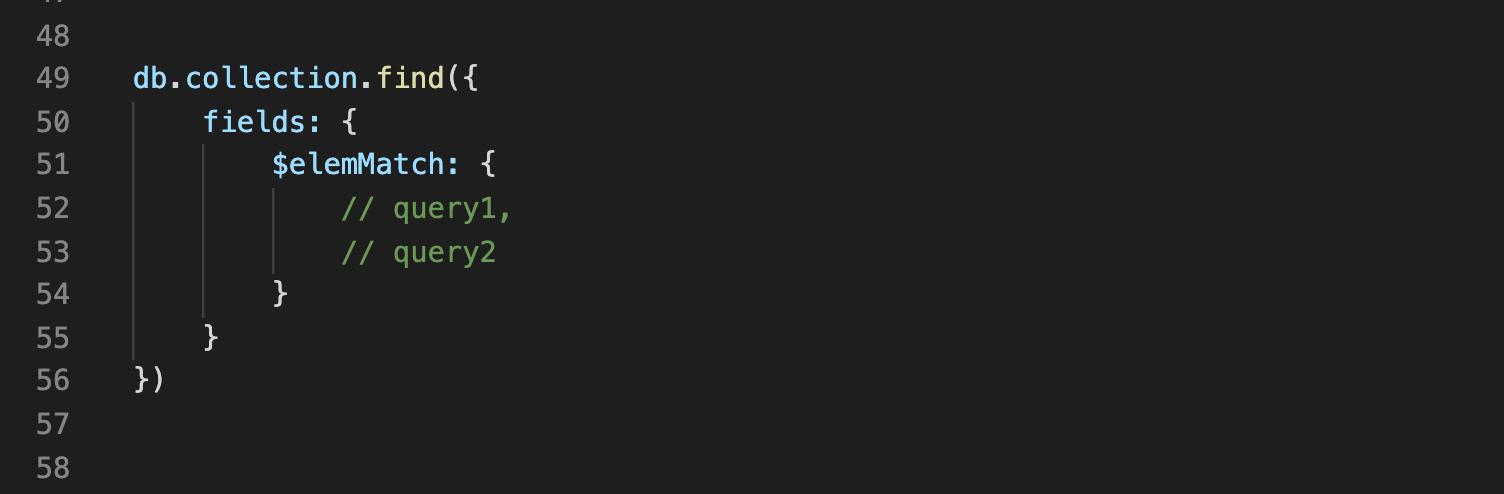 48
49 db.collection.find({
50 fields: {
51 $elemMatch: {
52 // query1,
53 // query2
54 }
55 }
56 })
57
58